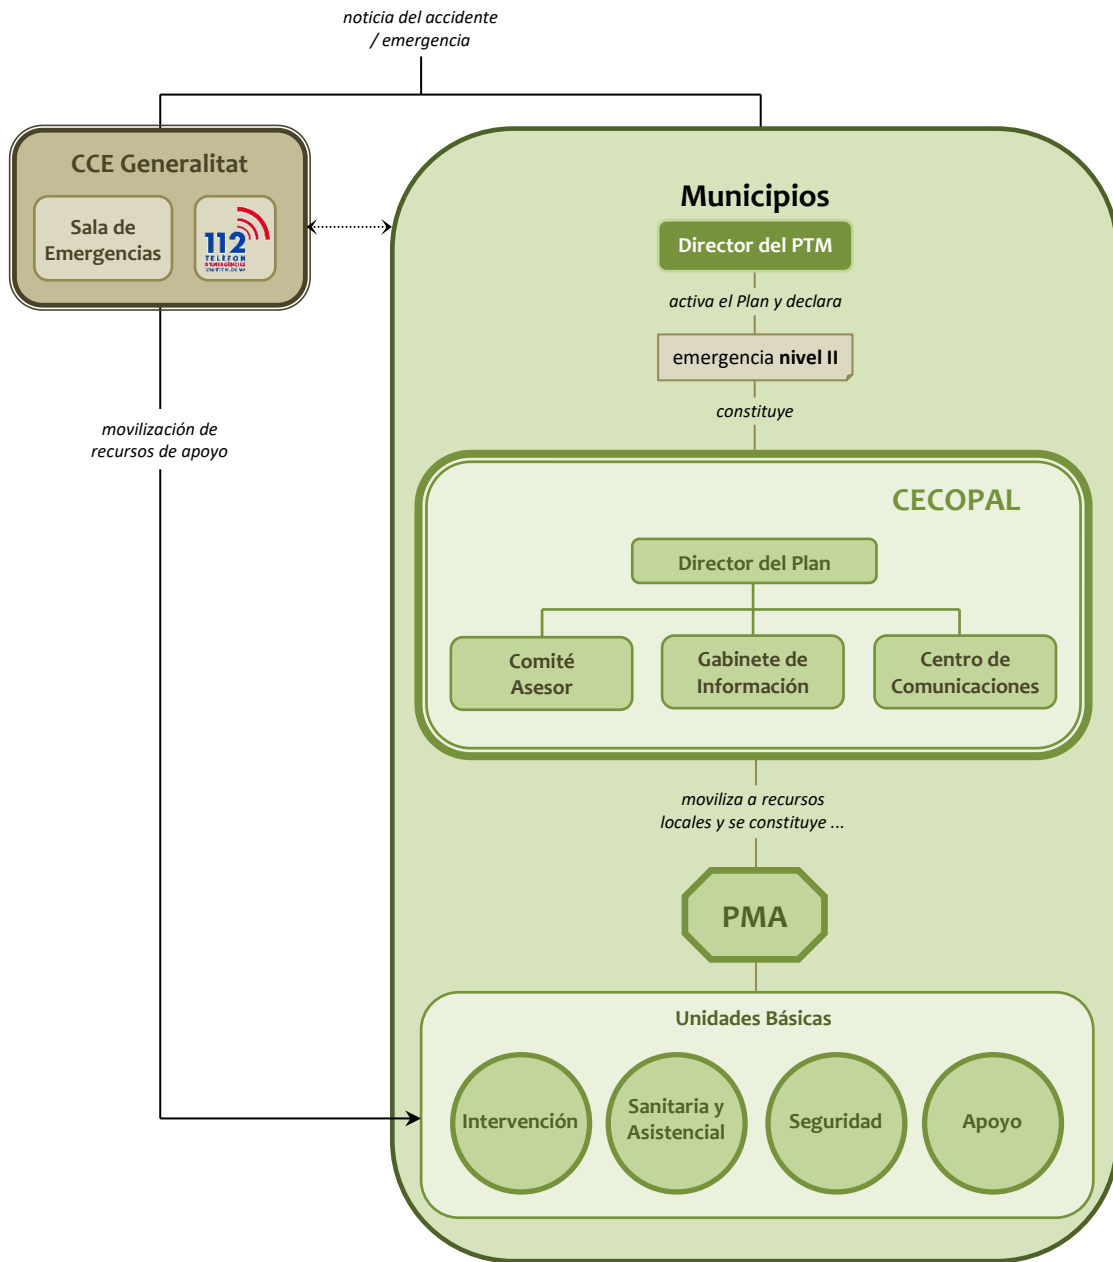 noticia del accidente
/ emergencia
CCE Generalitat
Sala de
Emergencias
112
TELÈFON
D'EMERGÈNCIES
Municipios
Director del PTM
activa el Plan y declara
emergencia nivel II
constituye
movilización de
recursos de apoyo
CECOPAL
Director del Plan
Comité
Asesor
Gabinete de
Información
Centro de
Comunicaciones
moviliza a recursos
locales y se constituye ...
PMA
Unidades Básicas
Intervención
Sanitaria y
Asistencial
Seguridad
Apoyo